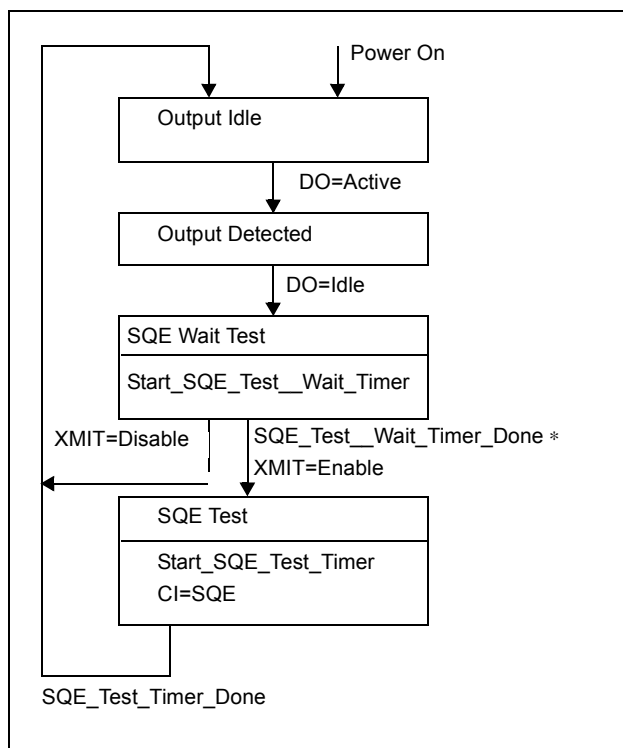 Power On
Output Idle
DO=Active
Output Detected
DO=Idle
SQE Wait Test
Start_SQE_Test__Wait_Timer
XMIT=Disable
SQE_Test__Wait_Timer_Done *
XMIT=Enable
SQE Test
Start_SQE_Test_Timer
CI=SQE
SQE_Test_Timer_Done